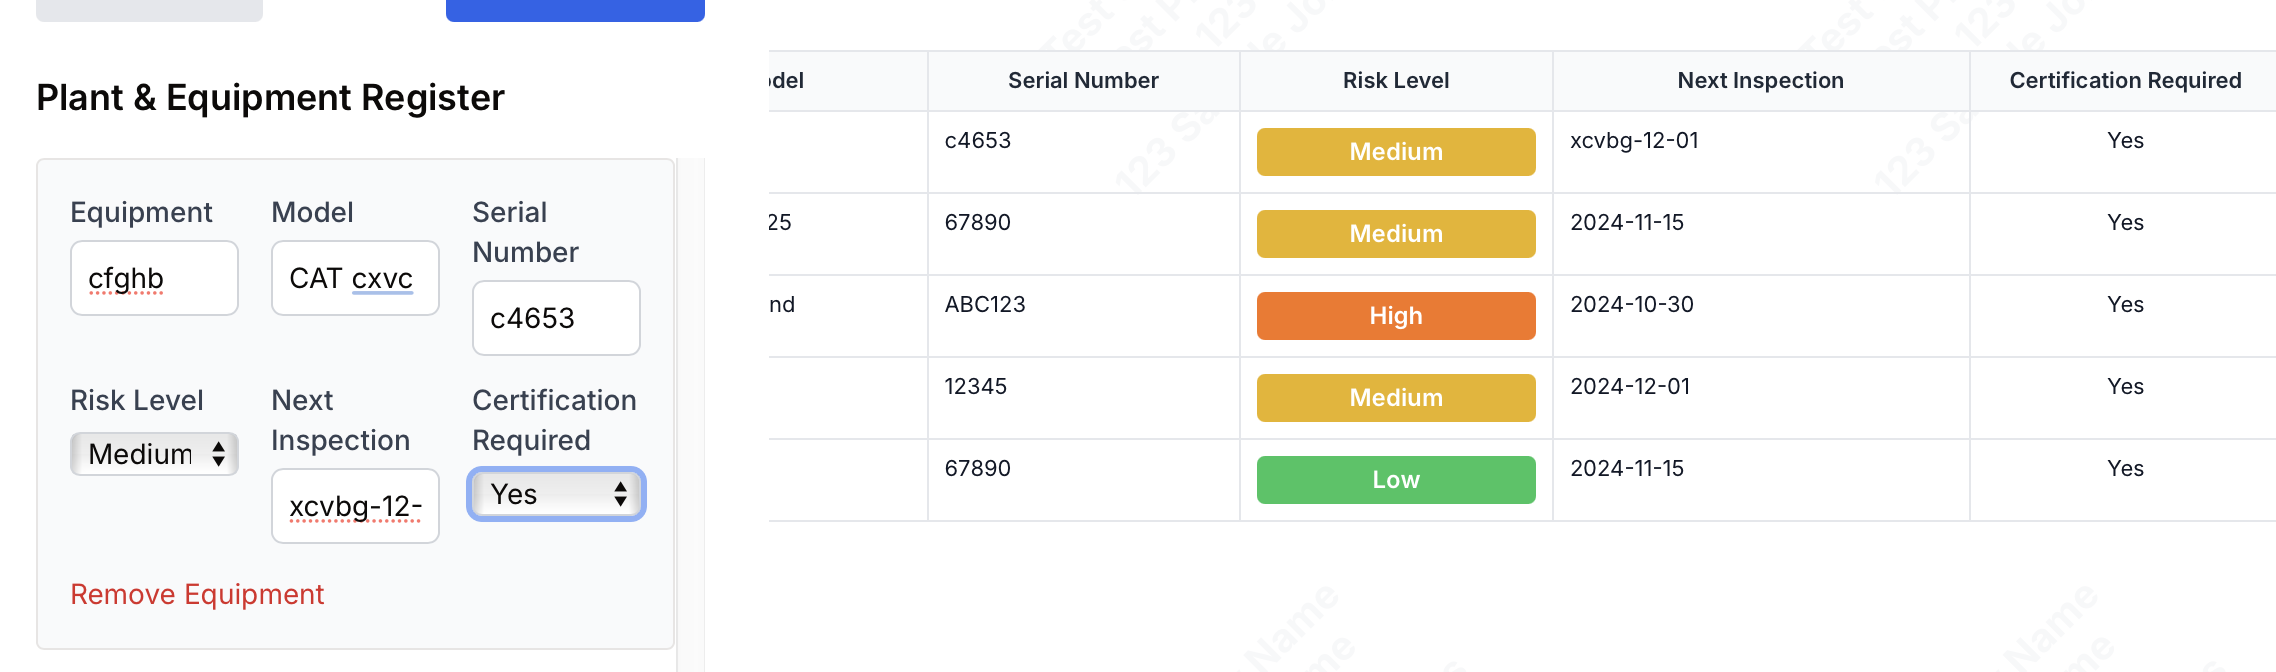 Plant & Equipment Register
Equipment
cfghb
Model
CAT cxvc
Serial
Number
c4653
Risk Level
Medium
Next
Inspection
xcvbg-12-
Certification
Required
Yes
Remove Equipment
odel Serial Number Risk Level Next Inspection Certification Required
c4653 Medium xcvbg-12-01 Yes
25 67890 Medium 2024-11-15 Yes
nd ABC123 High 2024-10-30 Yes
12345 Medium 2024-12-01 Yes
67890 Low 2024-11-15 Yes